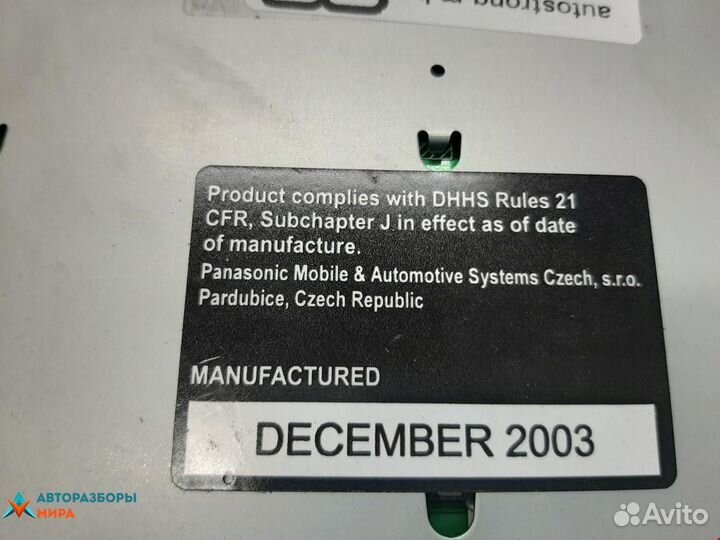 autostrong
Product complies with DHHS Rules 21
CFR, Subchapter J in effect as of date
of manufacture.
Panasonic Mobile & Automotive Systems Czech, s.r.o.
Pardubice, Czech Republic
MANUFACTURED
DECEMBER 2003
АВТОРАЗБОРЫ
МИРА
Avito